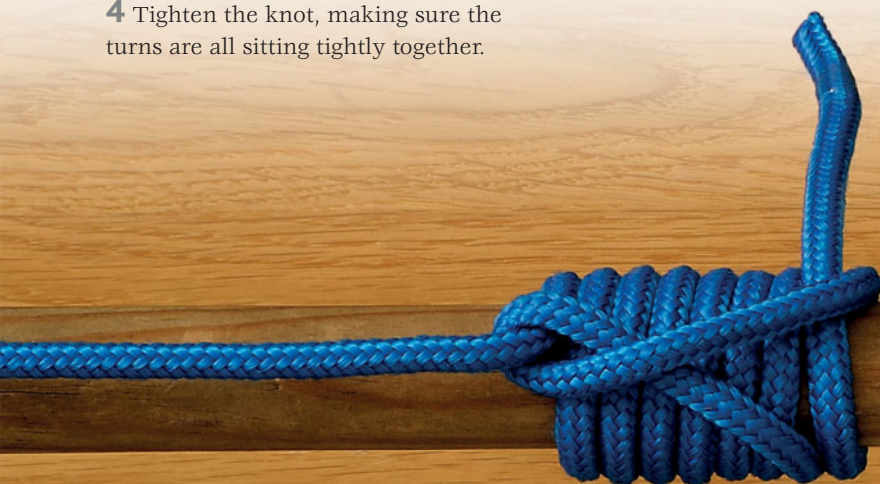 4 Tighten the knot, making sure the
turns are all sitting tightly together.